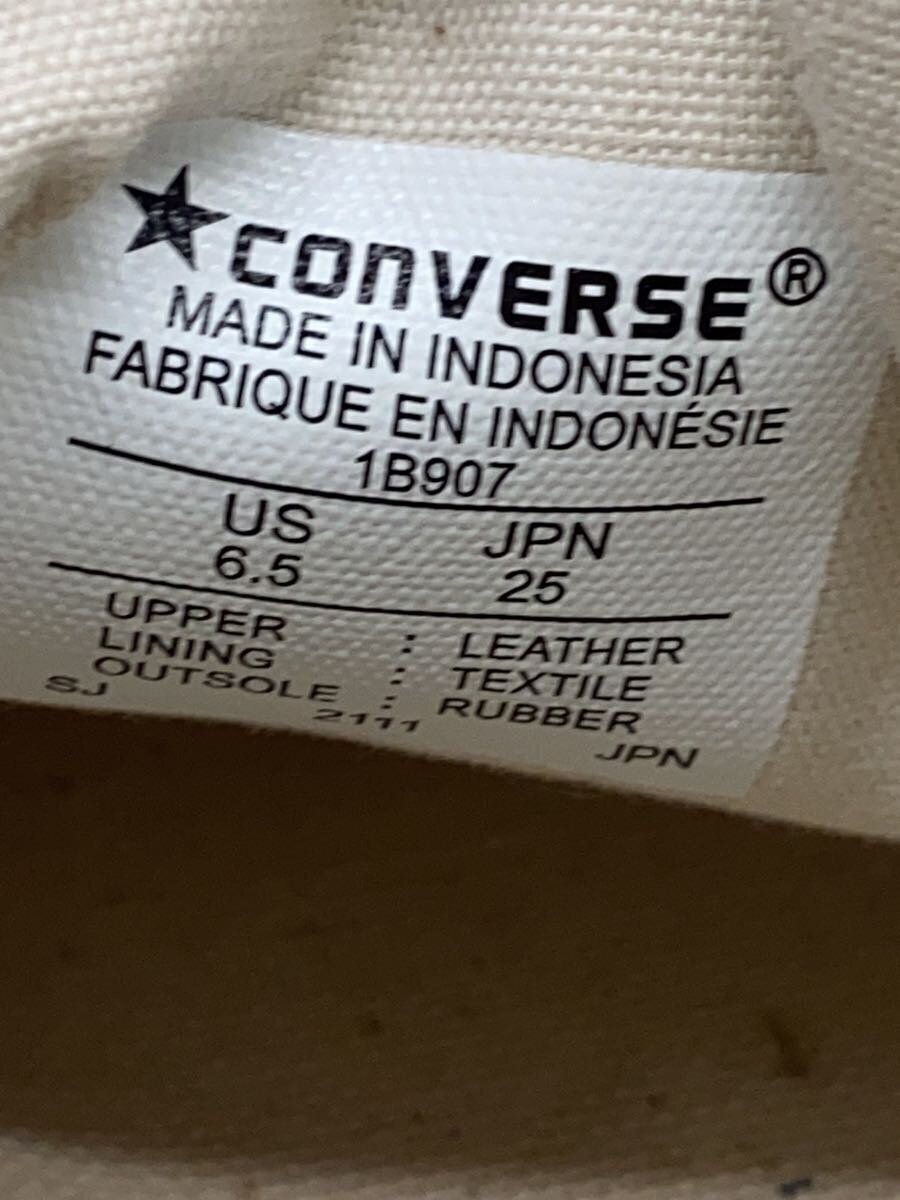 CONVERSE®
MADE IN INDONESIA
FABRIQUE EN INDONÉSIE
1B907
US JPN
6.5 25
UPPER : LEATHER
LINING : TEXTILE
OUTSOLE : RUBBER
SJ 2111 JPN